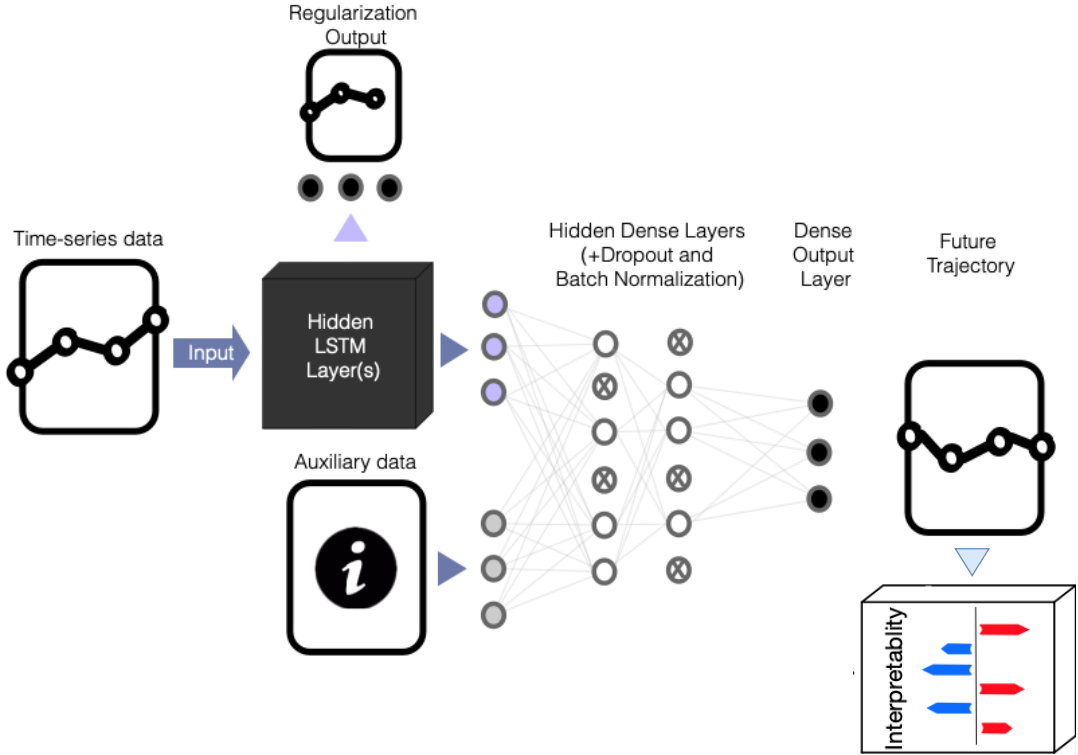 Regularization
Output
Time-series data
Input
Hidden
LSTM
Layer(s)
Hidden Dense Layers
(+Dropout and
Batch Normalization)
Dense
Output
Layer
Future
Trajectory
Auxiliary data
i
Interpretablity